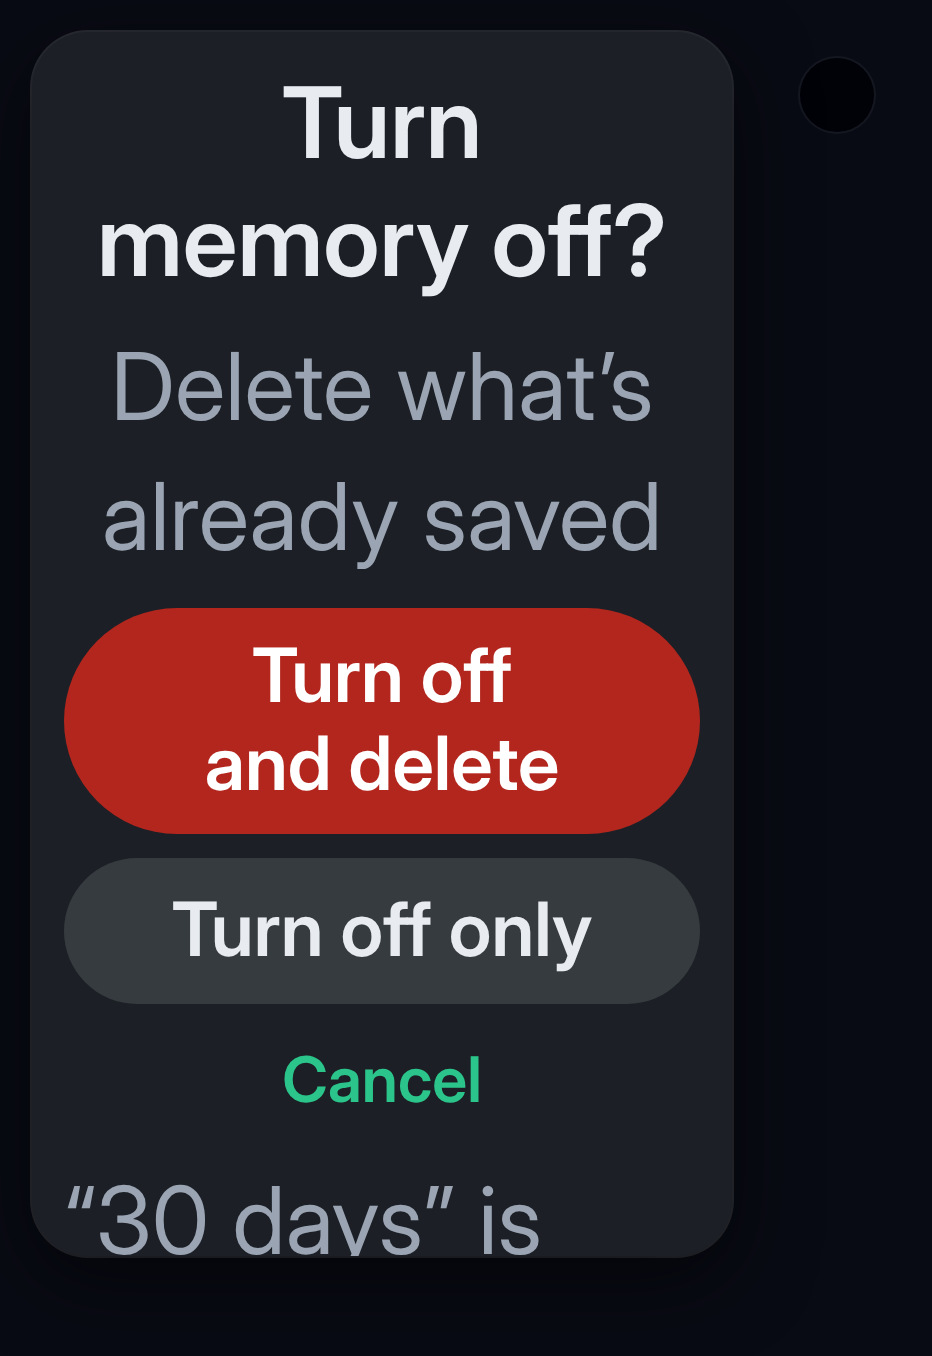 Turn
memory off?
Delete what’s
already saved
Turn off
and delete
Turn off only
Cancel
“30 days” is